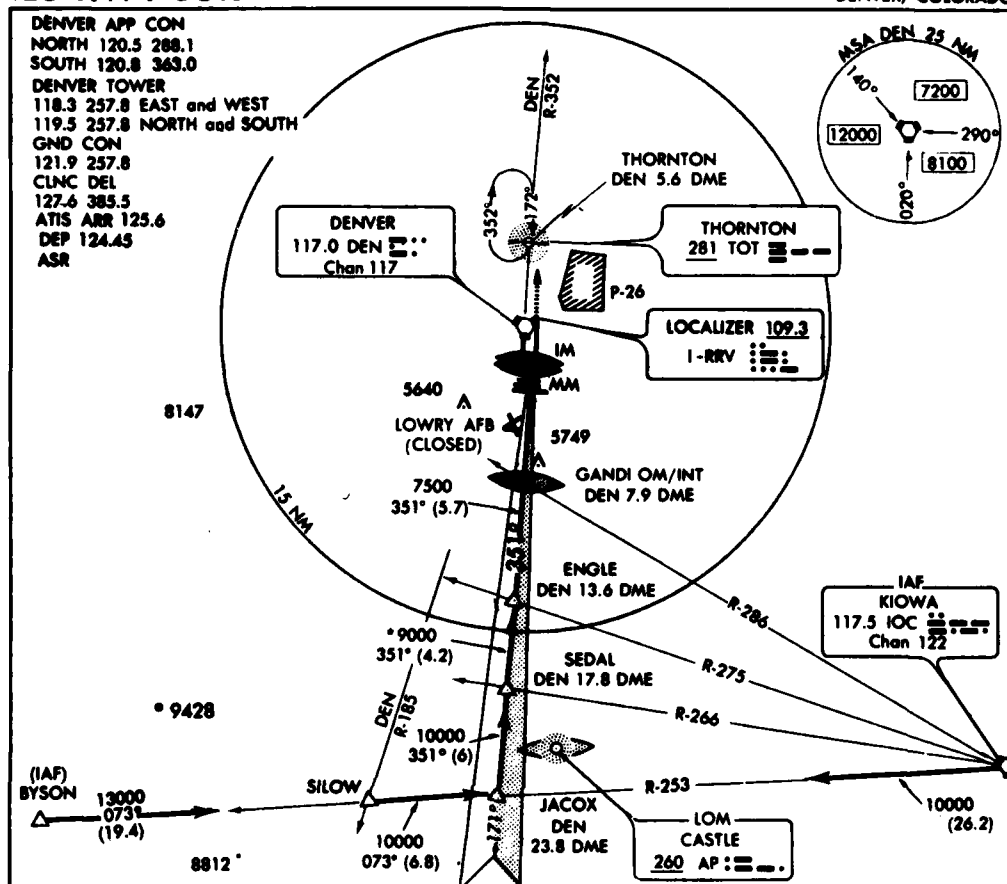 DENVER APP CON
NORTH 120.5 288.1
SOUTH 120.8 363.0
DENVER TOWER
118.3 257.8 EAST and WEST
119.5 257.8 NORTH and SOUTH
GND CON
121.9 257.8
CLNC DEL
127.6 385.5
ATIS ARR 125.6
DEP 124.45
ASR
MSA DEN 25 NM
140°
7200
12000
290°
8100
020°
DEN
R-352
THORNTON
DEN 5.6 DME
352°
172°
DENVER
117.0 DEN
Chan 117
THORNTON
281 TOT
P-26
LOCALIZER 109.3
I-RRV
IM
MM
5640
8147
LOWRY AFB
(CLOSED)
5749
GANDI OM/INT
DEN 7.9 DME
7500
351° (5.7)
15 NM
351°
ENGLE
DEN 13.6 DME
R-286
IAF
KIOWA
117.5 IOC
Chan 122
*9000
351° (4.2)
SEDAL
DEN 17.8 DME
R-275
R-266
DEN
R-185
9428
10000
351° (6)
(IAF)
BYSON
13000
073°
(19.4)
SILOW
R-253
10000
(26.2)
JACOX
DEN
23.8 DME
171°
10000
073° (6.8)
8812
LOM
CASTLE
260 AP